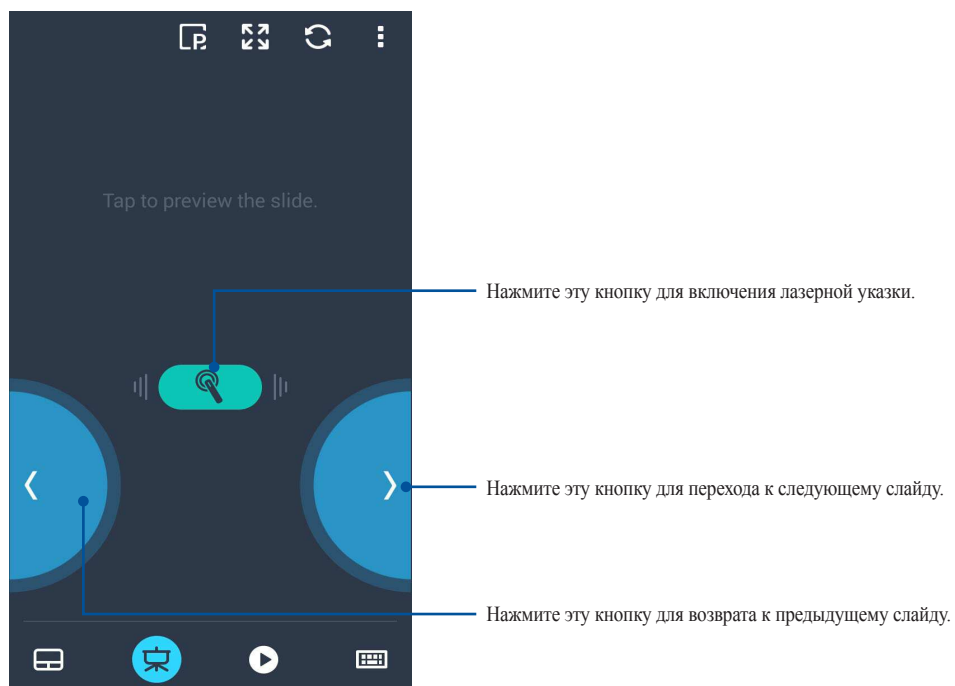 P
Tap to preview the slide.
Нажмите эту кнопку для включения лазерной указки.
Нажмите эту кнопку для перехода к следующему слайду.
Нажмите эту кнопку для возврата к предыдущему слайду.